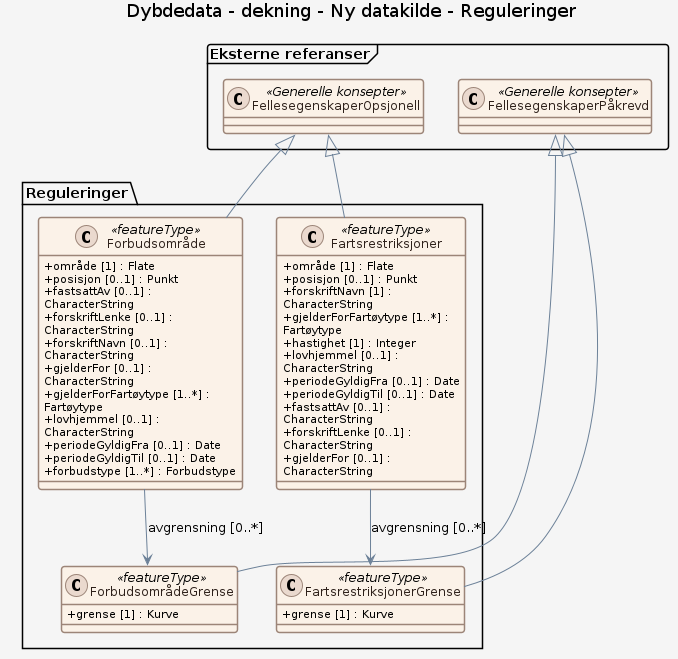 Dybdedata - dekning - Ny datakilde - Reguleringer
Eksterne referanser
C «Generelle konsepter»
FellesegenskaperOpsjonell
C «Generelle konsepter»
FellesegenskaperPåkrevd
Reguleringer
C «featureType»
Forbudsområde
+område [1] : Flate
+posisjon [0..1] : Punkt
+fastsattAv [0..1] :
CharacterString
+forskriftLenke [0..1] :
CharacterString
+forskriftNavn [0..1] :
CharacterString
+gjelderFor [0..1] :
CharacterString
+gjelderForFartøytype [1..*] :
Fartøytype
+lovhjemmel [0..1] :
CharacterString
+periodeGyldigFra [0..1] : Date
+periodeGyldigTil [0..1] : Date
+forbudstype [1..*] : Forbudstype
C «featureType»
Fartsrestriksjoner
+område [1] : Flate
+posisjon [0..1] : Punkt
+forskriftNavn [1] :
CharacterString
+gjelderForFartøytype [1..*] :
Fartøytype
+hastighet [1] : Integer
+lovhjemmel [0..1] :
CharacterString
+periodeGyldigFra [0..1] : Date
+periodeGyldigTil [0..1] : Date
+fastsattAv [0..1] :
CharacterString
+forskriftLenke [0..1] :
CharacterString
+gjelderFor [0..1] :
CharacterString
avgrensning [0..*]
avgrensning [0..*]
C «featureType»
ForbudsområdeGrense
+grense [1] : Kurve
C «featureType»
FartsrestriksjonerGrense
+grense [1] : Kurve